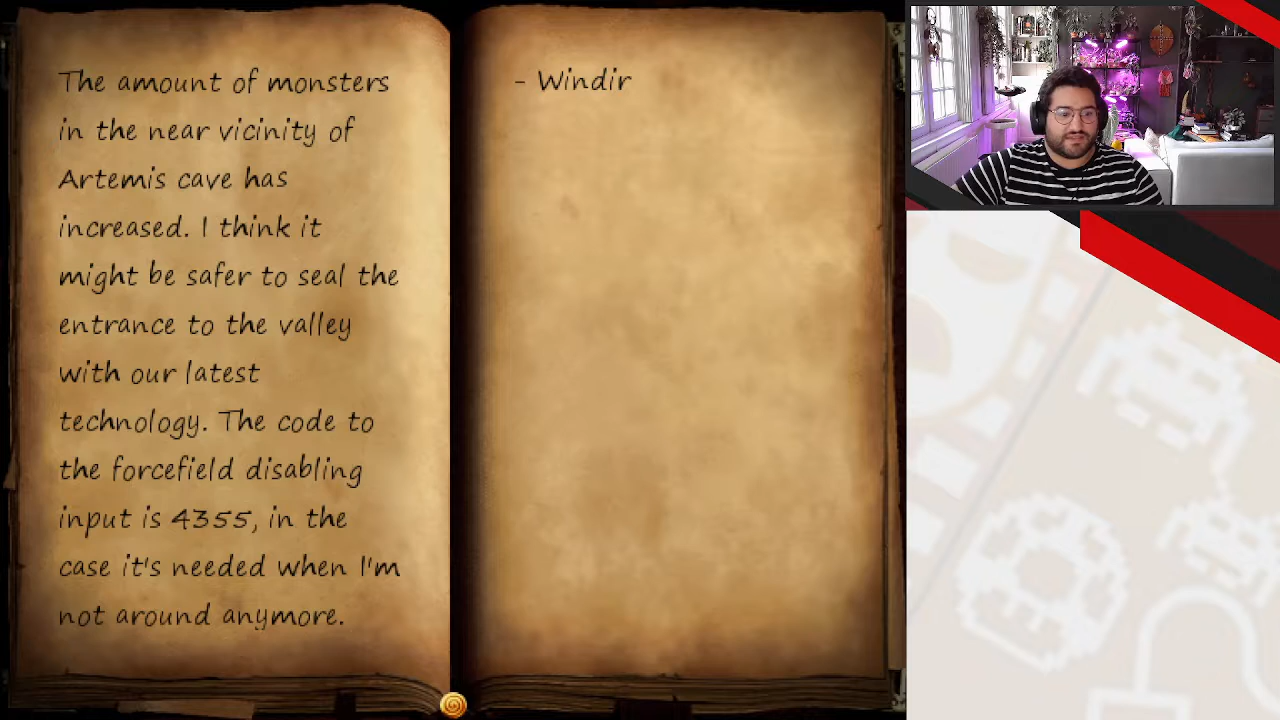 The amount of monsters
in the near vicinity of
Artemis cave has
increased. I think it
might be safer to seal the
entrance to the valley
with our latest
technology. The code to
the forcefield disabling
input is 4355, in the
case it's needed when I'm
not around anymore.
- Windir